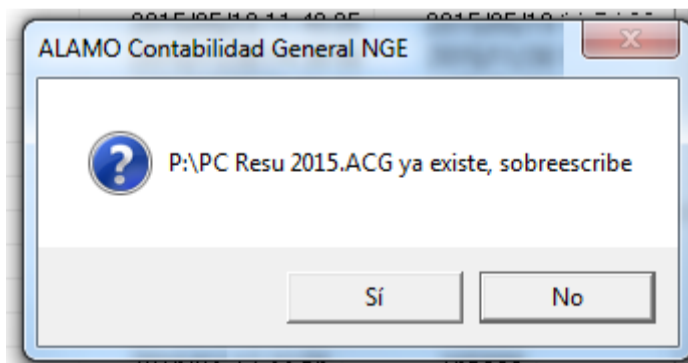 ALAMO Contabilidad General NGE
P:\PC Resu 2015.ACG ya existe, sobreescribe
Sí
No